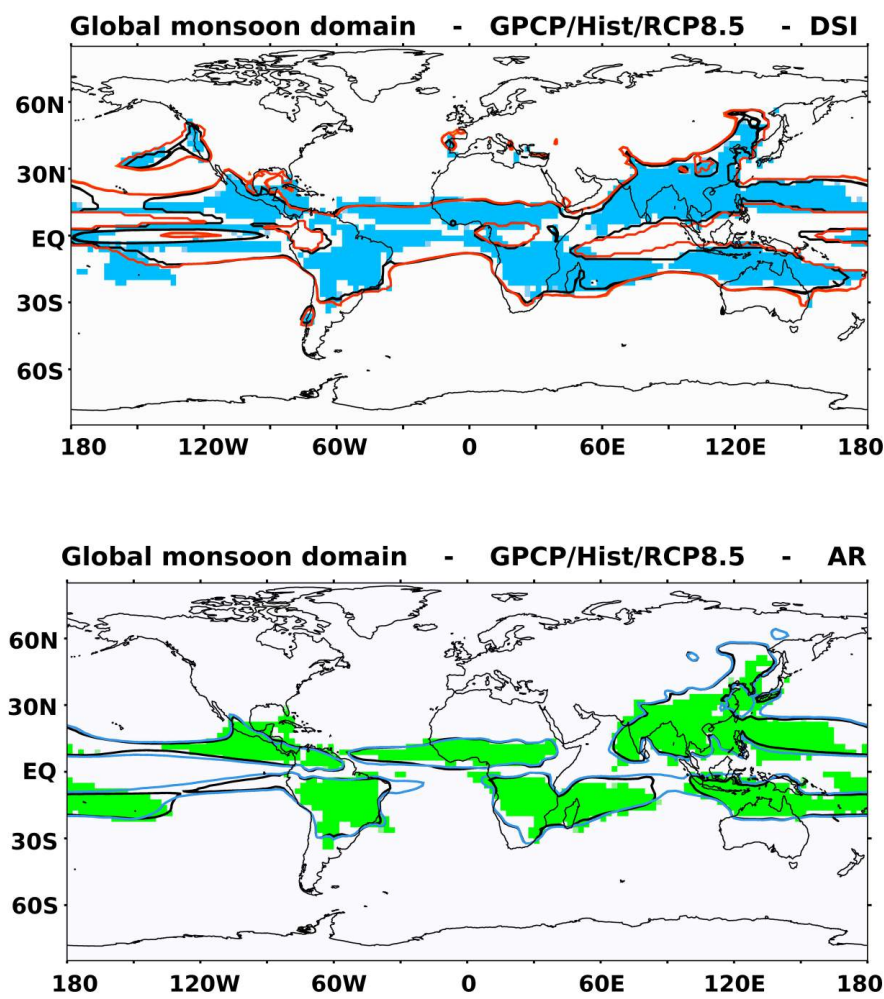 Global monsoon domain - GPCP/Hist/RCP8.5 - DSI
60N
30N
EQ
30S
60S
180 120W 60W 0 60E 120E 180
Global monsoon domain - GPCP/Hist/RCP8.5 - AR
60N
30N
EQ
30S
60S
180 120W 60W 0 60E 120E 180